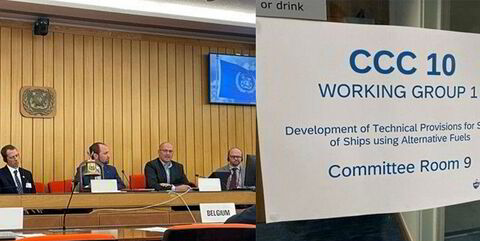 BELGIUM
or drink
CCC 10
WORKING GROUP 1
Development of Technical Provisions for S
of Ships using Alternative Fuels
Committee Room 9